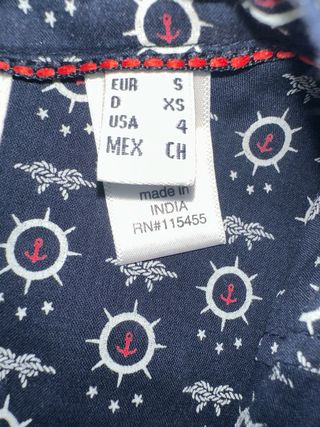 EUR S
D XS
USA 4
MEX CH
made in
INDIA
RN#115455